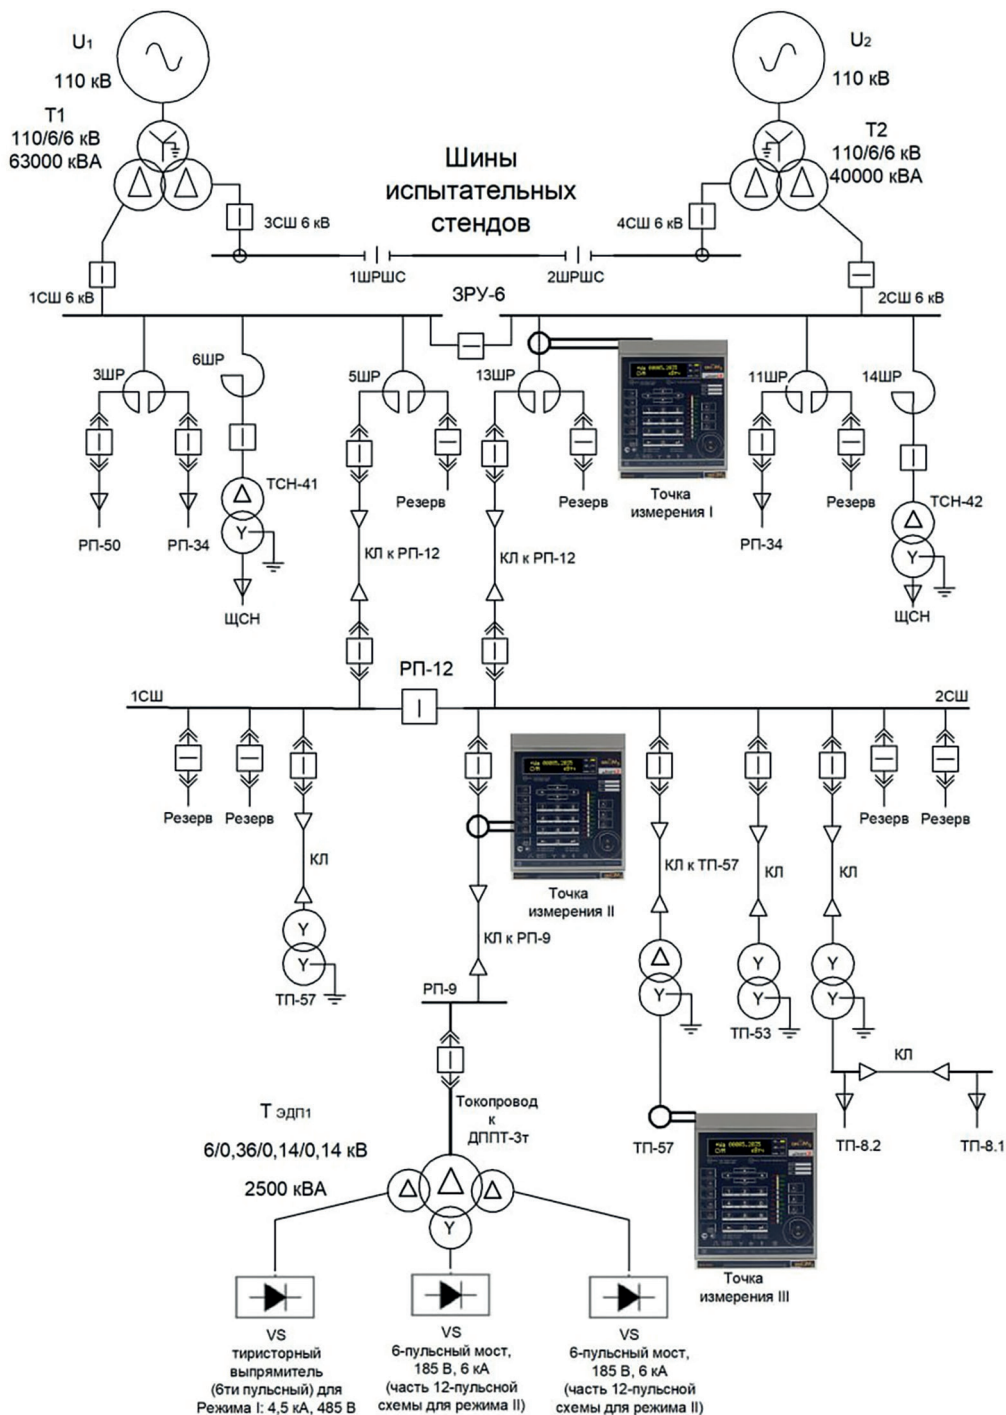 U1
110 кВ
Т1
110/6/6 кВ
63000 кВА
U2
110 кВ
Т2
110/6/6 кВ
40000 кВА
Шины
испытательных
стендов
3СШ 6 кВ
4СШ 6 кВ
1ШРШС
2ШРШС
1СШ 6 кВ
ЗРУ-6
2СШ 6 кВ
3ШР
6ШР
5ШР
13ШР
11ШР
14ШР
ТСН-41
ТСН-42
Резерв
Резерв
Резерв
Точка
измерения I
РП-50
РП-34
КЛ к РП-12
КЛ к РП-12
РП-34
ЩСН
ЩСН
РП-12
1СШ
2СШ
Резерв
Резерв
Резерв
Резерв
КЛ
КЛ к ТП-57
КЛ
КЛ
Точка
измерения II
КЛ к РП-9
ТП-57
РП-9
ТП-53
КЛ
Токопровод
к
ДППТ-3т
Т ЭДП1
6/0,36/0,14/0,14 кВ
2500 кВА
ТП-57
ТП-8.2
ТП-8.1
Точка
измерения III
VS
тиристорный
выпрямитель
(6ти пульсный) для
Режима I: 4,5 кА, 485 В
VS
6-пульсный мост,
185 В, 6 кА
(часть 12-пульсной
схемы для режима II)
VS
6-пульсный мост,
185 В, 6 кА
(часть 12-пульсной
схемы для режима II)